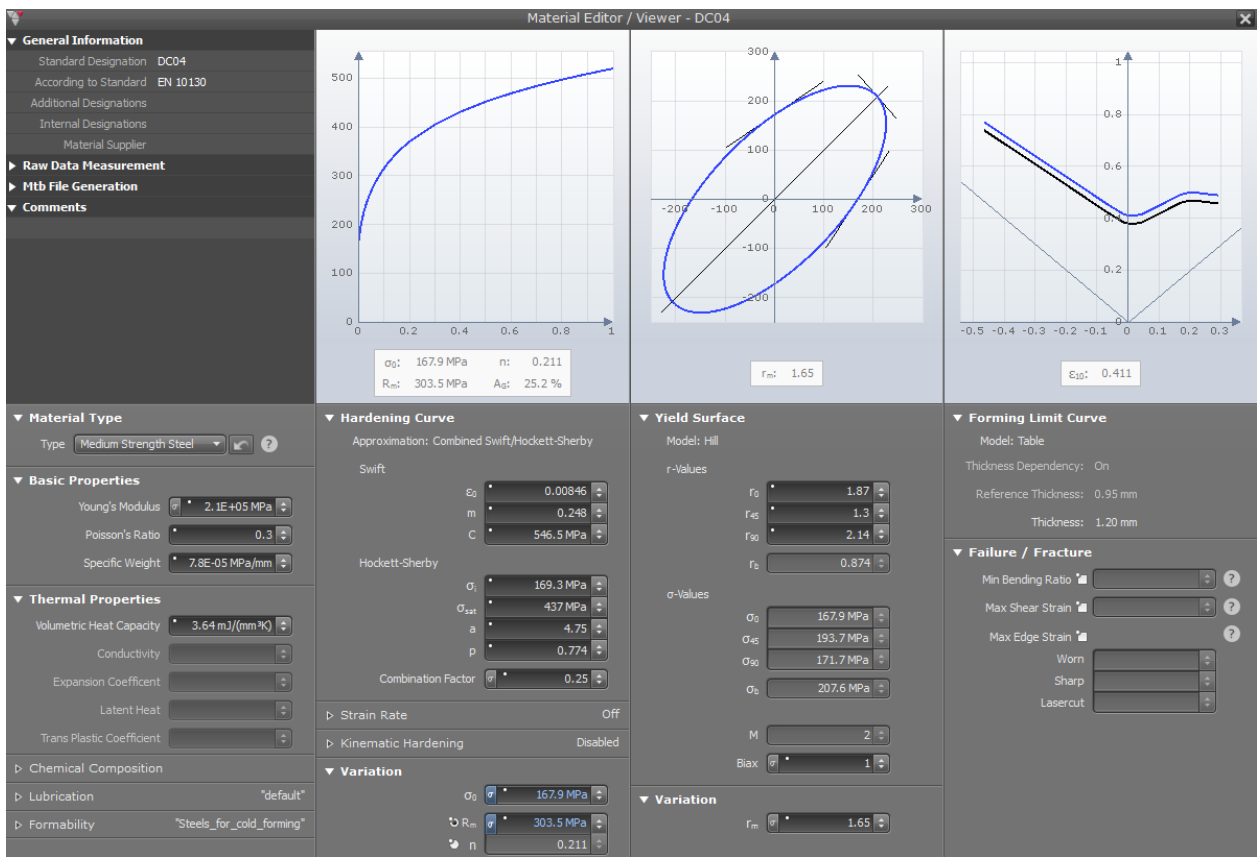 Material Editor / Viewer - DC04
General Information
Standard Designation DC04
According to Standard EN 10130
Additional Designations
Internal Designations
Material Supplier
Raw Data Measurement
Mtb File Generation
Comments
500
400
300
200
100
0
0 0.2 0.4 0.6 0.8 1
σ0: 167.9 MPa n: 0.211
Rm: 303.5 MPa AG: 25.2 %
300
200
100
0
-200 -100 0 100 200 300
-100
-200
rm: 1.65
1
0.8
0.6
0.4
0.2
0
-0.5 -0.4 -0.3 -0.2 -0.1 0 0.1 0.2 0.3
ε10: 0.411
Material Type
Type Medium Strength Steel ?
Basic Properties
Young's Modulus σ 2.1E+05 MPa
Poisson's Ratio 0.3
Specific Weight 7.8E-05 MPa/mm
Thermal Properties
Volumetric Heat Capacity 3.64 mJ/(mm³K)
Conductivity
Expansion Coefficent
Latent Heat
Trans Plastic Coefficient
Chemical Composition
Lubrication "default"
Formability "Steels_for_cold_forming"
Hardening Curve
Approximation: Combined Swift/Hockett-Sherby
Swift
ε0 0.00846
m 0.248
C 546.5 MPa
Hockett-Sherby
σi 169.3 MPa
σsat 437 MPa
a 4.75
p 0.774
Combination Factor σ 0.25
Strain Rate Off
Kinematic Hardening Disabled
Variation
σ0 σ 167.9 MPa
Rm σ 303.5 MPa
n 0.211
Yield Surface
Model: Hill
r-Values
r0 1.87
r45 1.3
r90 2.14
rb 0.874
σ-Values
σ0 167.9 MPa
σ45 193.7 MPa
σ90 171.7 MPa
σb 207.6 MPa
M 2
Biax σ 1
Variation
rm σ 1.65
Forming Limit Curve
Model: Table
Thickness Dependency: On
Reference Thickness: 0.95 mm
Thickness: 1.20 mm
Failure / Fracture
Min Bending Ratio ?
Max Shear Strain ?
Max Edge Strain ?
Worn
Sharp
Lasercut